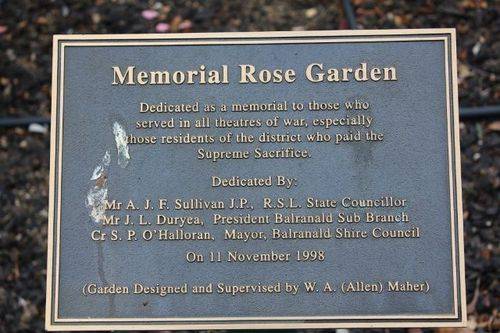 Memorial Rose Garden
Dedicated as a memorial to those who
served in all theatres of war, especially
those residents of the district who paid the
Supreme Sacrifice.
Dedicated By:
Mr A. J. F. Sullivan J.P., R.S.L. State Councillor
Mr J. L. Duryea, President Balranald Sub Branch
Cr S. P. O'Halloran, Mayor, Balranald Shire Council
On 11 November 1998
(Garden Designed and Supervised by W. A. (Allen) Maher)